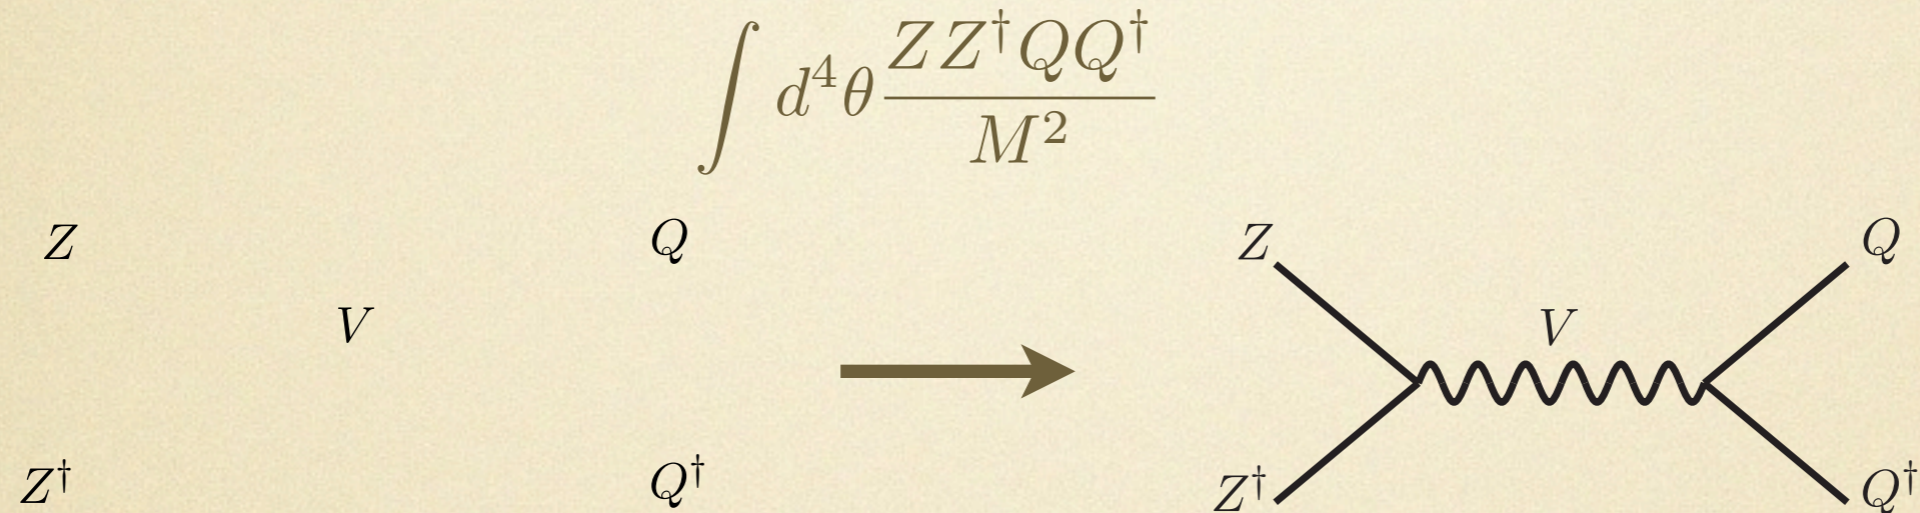 ∫ d⁴θ ZZ†QQ† / M²
Z Q Z Q
V V
Z† Q† Z† Q†